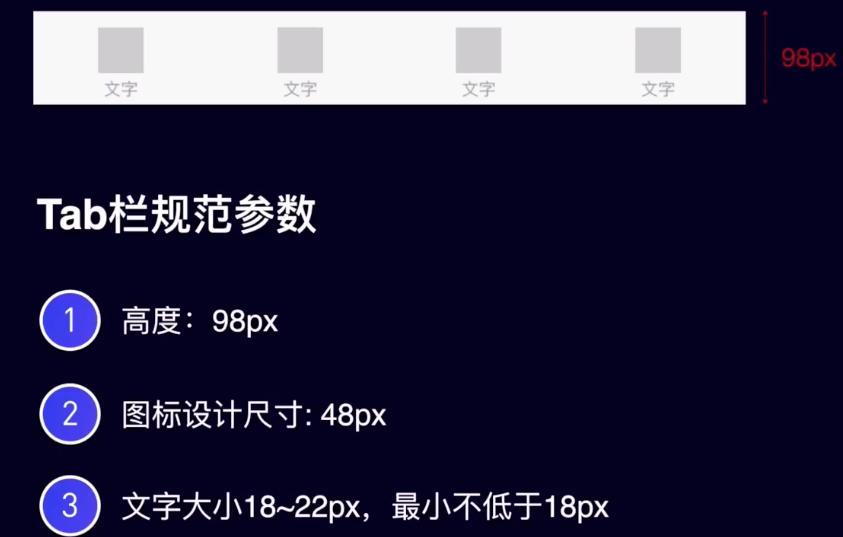 文字 文字 文字 文字
98px
Tab栏规范参数
1 高度：98px
2 图标设计尺寸: 48px
3 文字大小18~22px，最小不低于18px